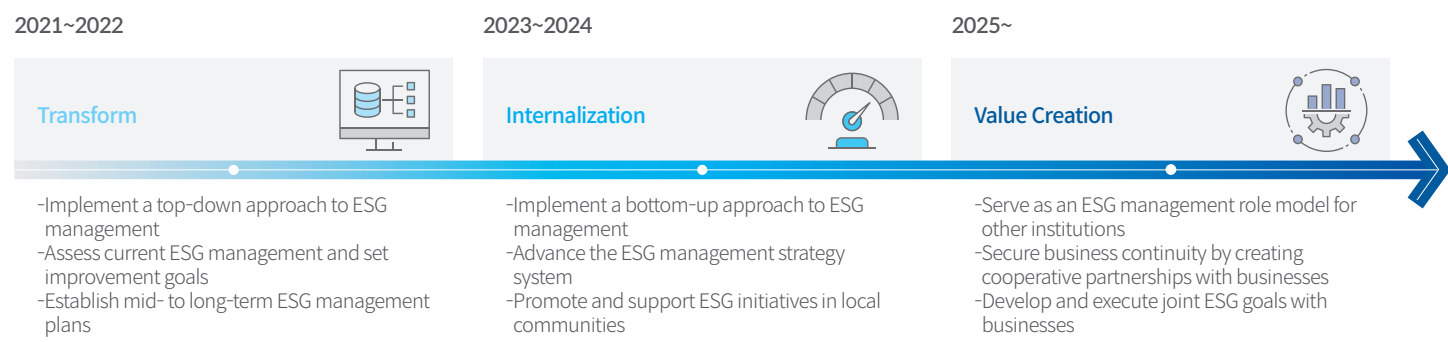 2021~2022
Transform
-Implement a top-down approach to ESG
management
-Assess current ESG management and set
improvement goals
-Establish mid- to long-term ESG management
plans
2023~2024
Internalization
-Implement a bottom-up approach to ESG
management
-Advance the ESG management strategy
system
-Promote and support ESG initiatives in local
communities
2025~
Value Creation
-Serve as an ESG management role model for
other institutions
-Secure business continuity by creating
cooperative partnerships with businesses
-Develop and execute joint ESG goals with
businesses